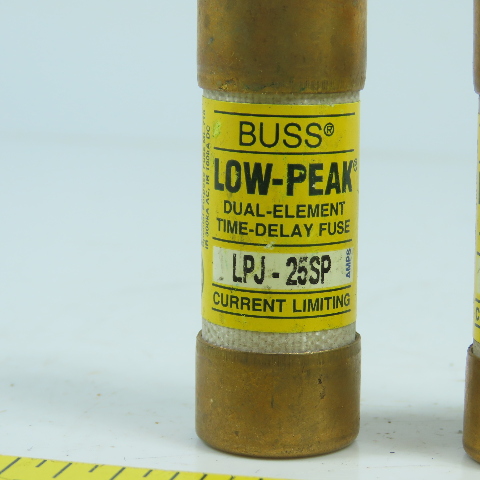 BUSS®
LOW-PEAK®
DUAL-ELEMENT
TIME-DELAY FUSE
LPJ - 25SP
AMPS
CURRENT LIMITING